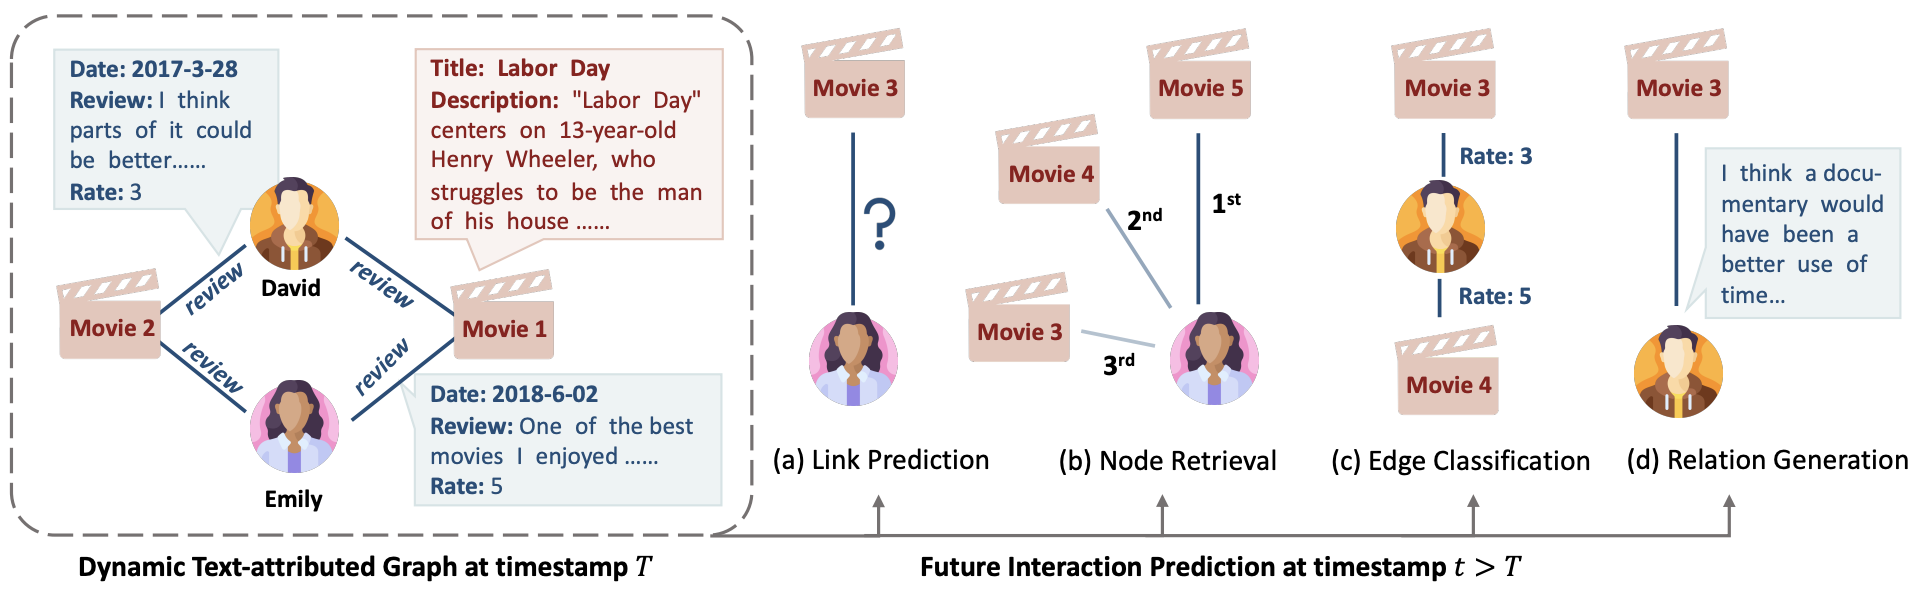 Date: 2017-3-28
Review: I think
parts of it could
be better......
Rate: 3
Title: Labor Day
Description: "Labor Day"
centers on 13-year-old
Henry Wheeler, who
struggles to be the man
of his house ......
David
review
review
Movie 2
Movie 1
review
review
Emily
Date: 2018-6-02
Review: One of the best
movies I enjoyed ......
Rate: 5
Dynamic Text-attributed Graph at timestamp T
Movie 3
?
(a) Link Prediction
Movie 5
Movie 4
2nd
1st
Movie 3
3rd
(b) Node Retrieval
Movie 3
Rate: 3
Rate: 5
Movie 4
(c) Edge Classification
Movie 3
I think a docu-
mentary would
have been a
better use of
time...
(d) Relation Generation
Future Interaction Prediction at timestamp t > T